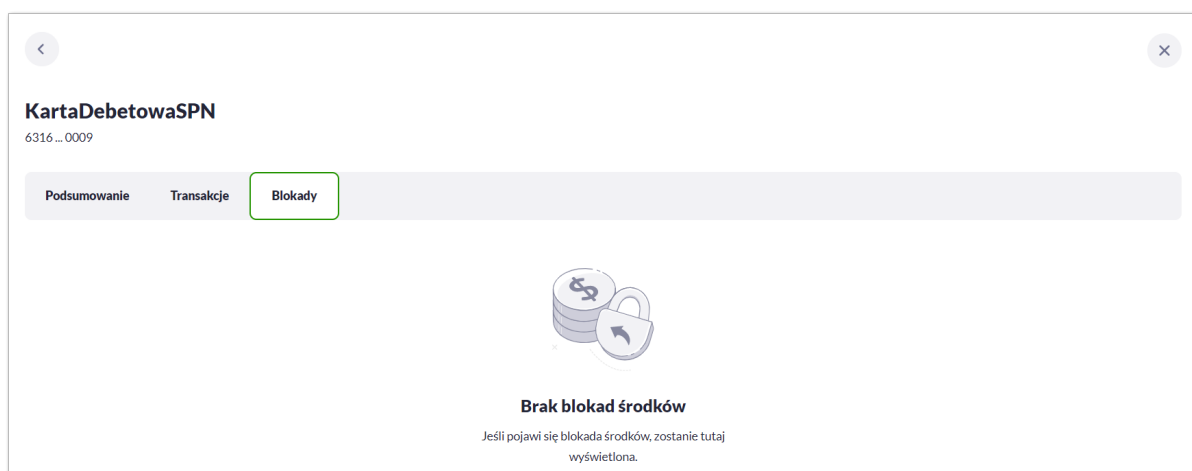 KartaDebetowaSPN
6316 ... 0009
Podsumowanie Transakcje Blokady
$
Brak blokad środków
Jeśli pojawi się blokada środków, zostanie tutaj
wyświetlona.